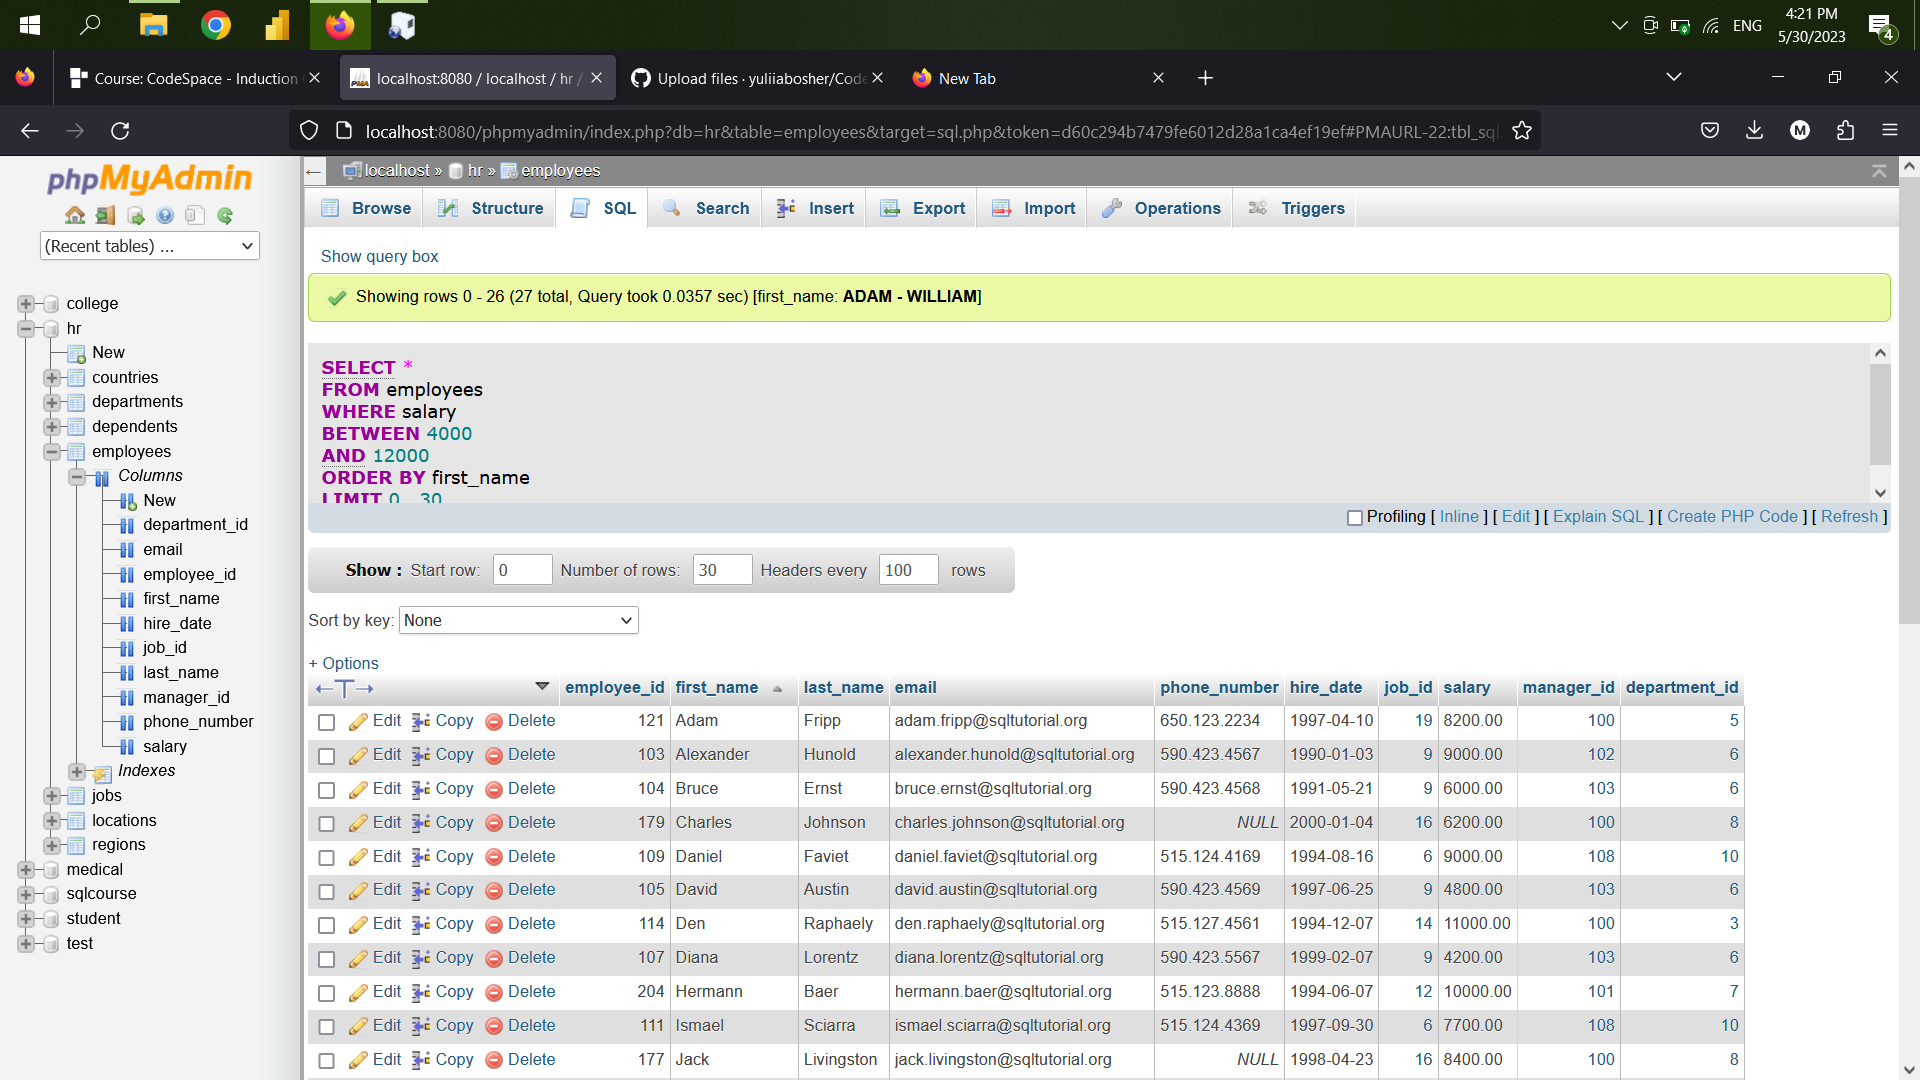 4:21 PM
ENG
5/30/2023
4
Course: CodeSpace - Induction
localhost:8080 / localhost / hr /
Upload files · yuliiabosher/Code
New Tab
localhost:8080/phpmyadmin/index.php?db=hr&table=employees&target=sql.php&token=d60c294b7479fe6012d28a1ca4ef19ef#PMAURL-22:tbl_sql
M
phpMyAdmin
(Recent tables) ...
college
hr
New
countries
departments
dependents
employees
Columns
New
department_id
email
employee_id
first_name
hire_date
job_id
last_name
manager_id
phone_number
salary
Indexes
jobs
locations
regions
medical
sqlcourse
student
test
localhost » hr » employees
Browse Structure SQL Search Insert Export Import Operations Triggers
Show query box
Showing rows 0 - 26 (27 total, Query took 0.0357 sec) [first_name: ADAM - WILLIAM]
SELECT *
FROM employees
WHERE salary
BETWEEN 4000
AND 12000
ORDER BY first_name
LIMIT 0 , 30
Profiling [ Inline ] [ Edit ] [ Explain SQL ] [ Create PHP Code ] [ Refresh ]
Show : Start row: 0 Number of rows: 30 Headers every 100 rows
Sort by key: None
+ Options
employee_id first_name last_name email phone_number hire_date job_id salary manager_id department_id
Edit Copy Delete 121 Adam Fripp adam.fripp@sqltutorial.org 650.123.2234 1997-04-10 19 8200.00 100 5
Edit Copy Delete 103 Alexander Hunold alexander.hunold@sqltutorial.org 590.423.4567 1990-01-03 9 9000.00 102 6
Edit Copy Delete 104 Bruce Ernst bruce.ernst@sqltutorial.org 590.423.4568 1991-05-21 9 6000.00 103 6
Edit Copy Delete 179 Charles Johnson charles.johnson@sqltutorial.org NULL 2000-01-04 16 6200.00 100 8
Edit Copy Delete 109 Daniel Faviet daniel.faviet@sqltutorial.org 515.124.4169 1994-08-16 6 9000.00 108 10
Edit Copy Delete 105 David Austin david.austin@sqltutorial.org 590.423.4569 1997-06-25 9 4800.00 103 6
Edit Copy Delete 114 Den Raphaely den.raphaely@sqltutorial.org 515.127.4561 1994-12-07 14 11000.00 100 3
Edit Copy Delete 107 Diana Lorentz diana.lorentz@sqltutorial.org 590.423.5567 1999-02-07 9 4200.00 103 6
Edit Copy Delete 204 Hermann Baer hermann.baer@sqltutorial.org 515.123.8888 1994-06-07 12 10000.00 101 7
Edit Copy Delete 111 Ismael Sciarra ismael.sciarra@sqltutorial.org 515.124.4369 1997-09-30 6 7700.00 108 10
Edit Copy Delete 177 Jack Livingston jack.livingston@sqltutorial.org NULL 1998-04-23 16 8400.00 100 8